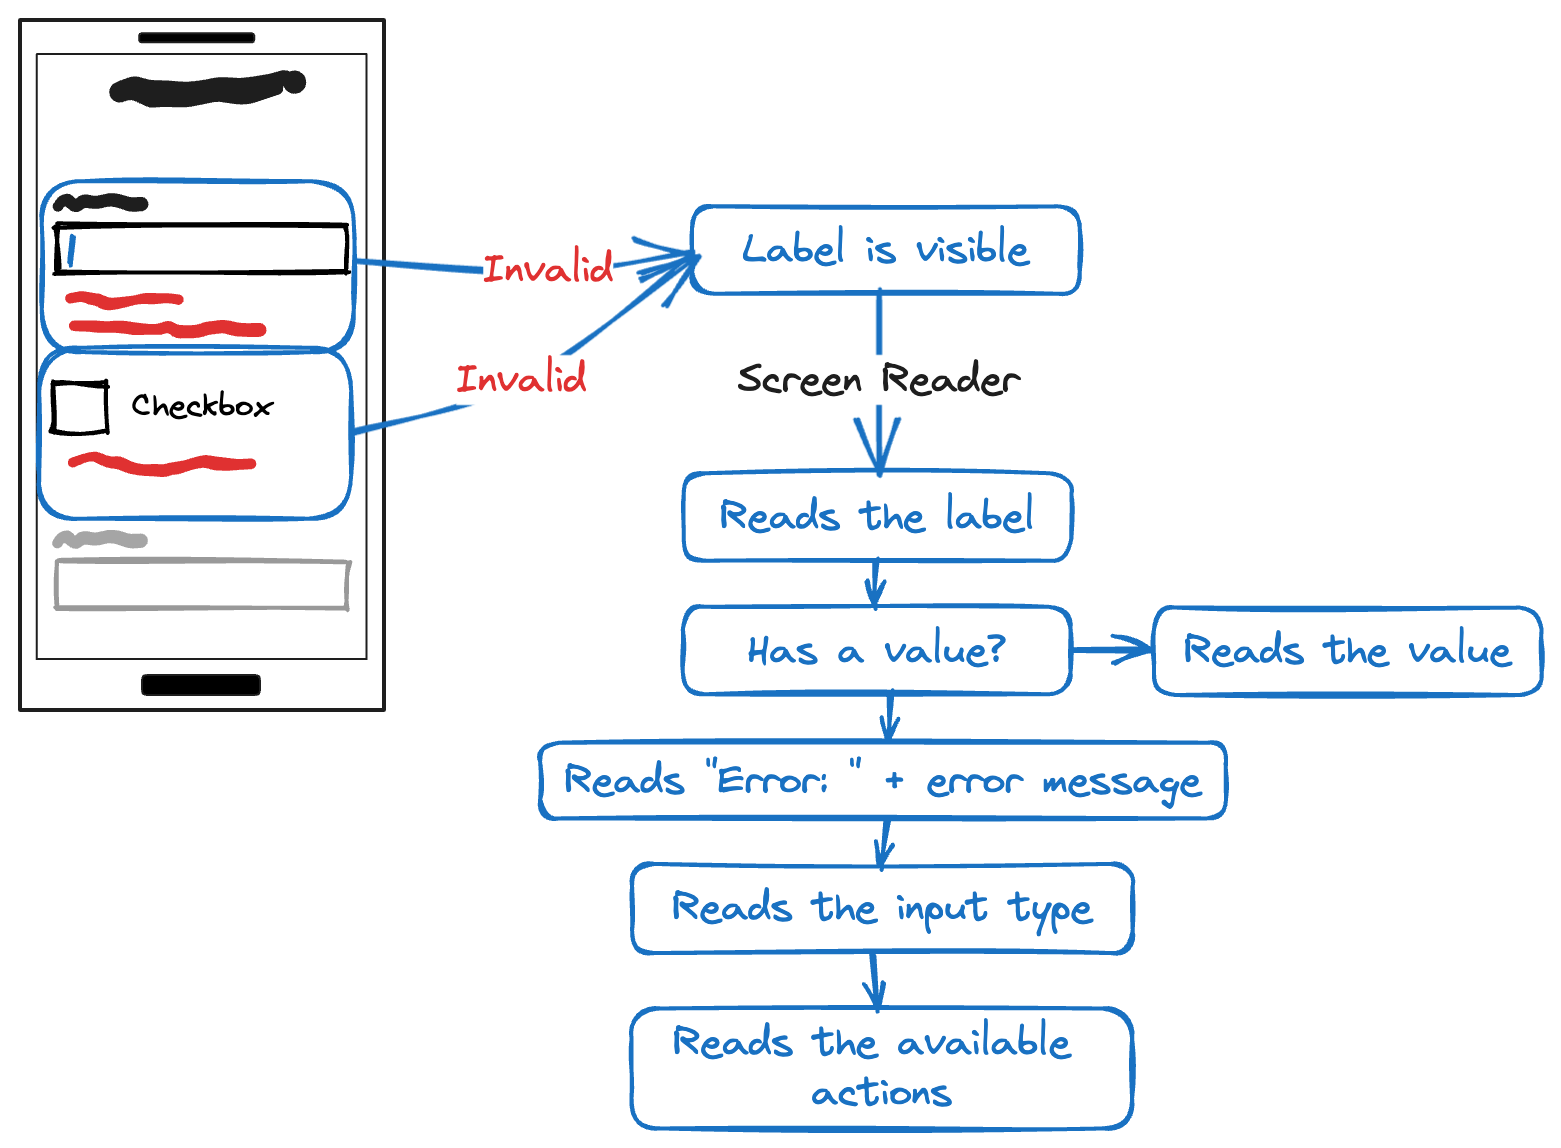 Label is visible
Invalid
Invalid
Screen Reader
Checkbox
Reads the label
Has a value?
Reads the value
Reads "Error: " + error message
Reads the input type
Reads the available
actions